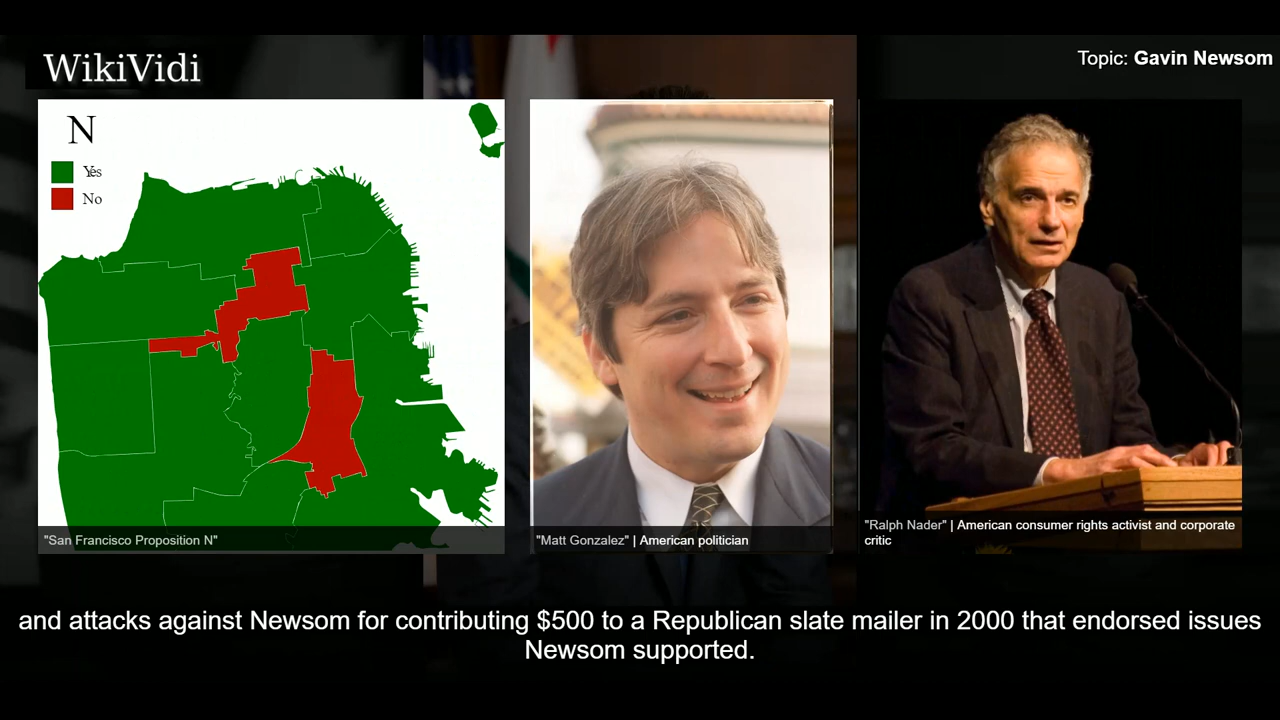 WikiVidi
Topic: Gavin Newsom
N
Yes
No
"San Francisco Proposition N"
"Matt Gonzalez" | American politician
"Ralph Nader" | American consumer rights activist and corporate
critic
and attacks against Newsom for contributing $500 to a Republican slate mailer in 2000 that endorsed issues
Newsom supported.